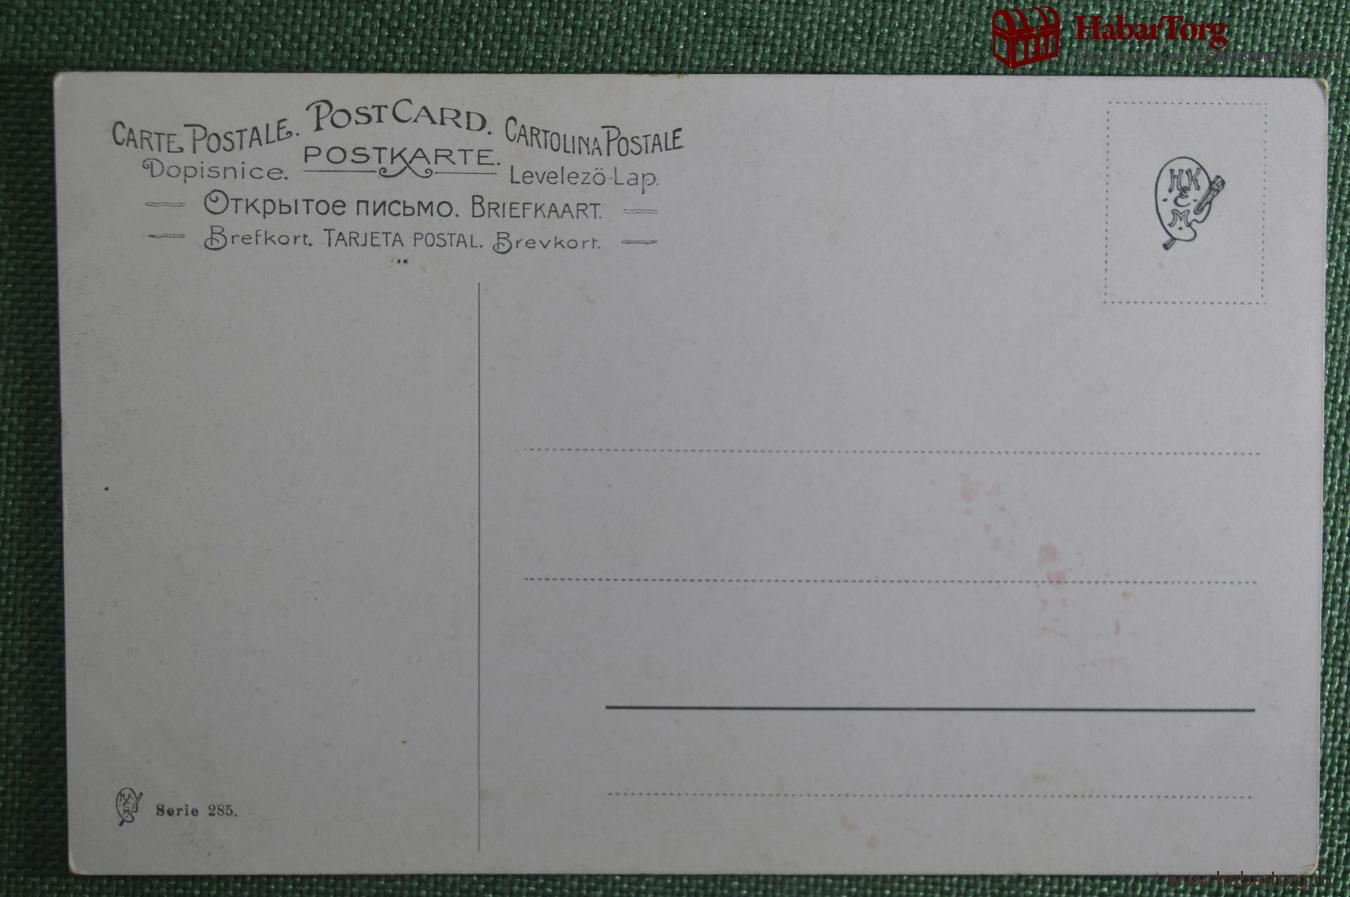 HabarTorg
CARTE POSTALE. POST CARD. CARTOLINA POSTALE
Dopisnice. POSTKARTE. Levelezö-Lap.
Открытое письмо. BRIEFKAART.
Brefkort. TARJETA POSTAL. Brevkort.
HK
E
M.
Serie 285.